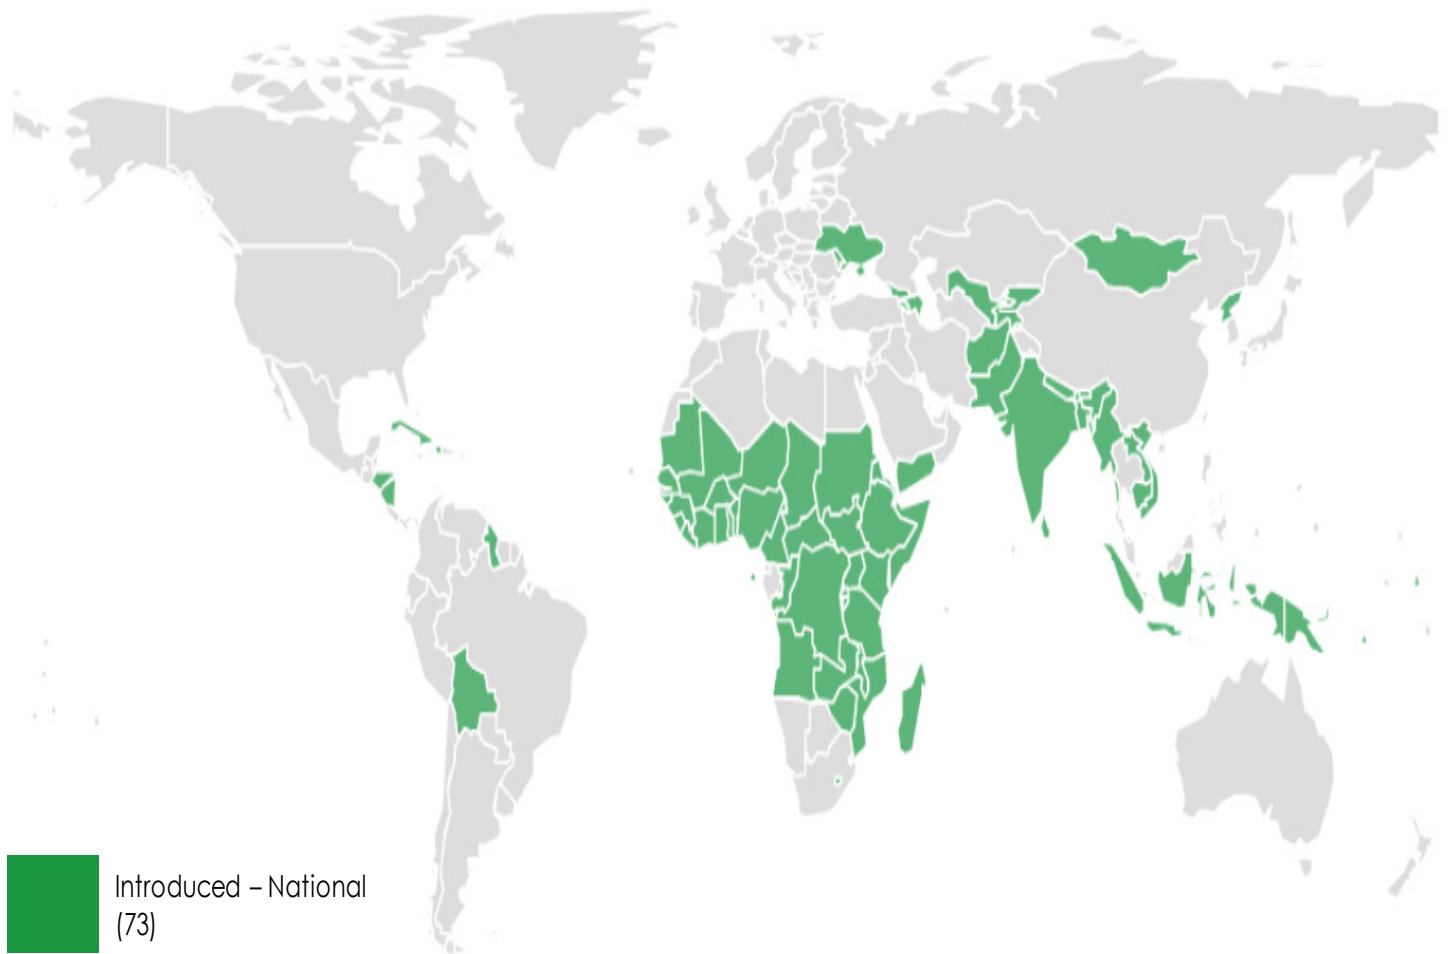 Introduced – National
(73)